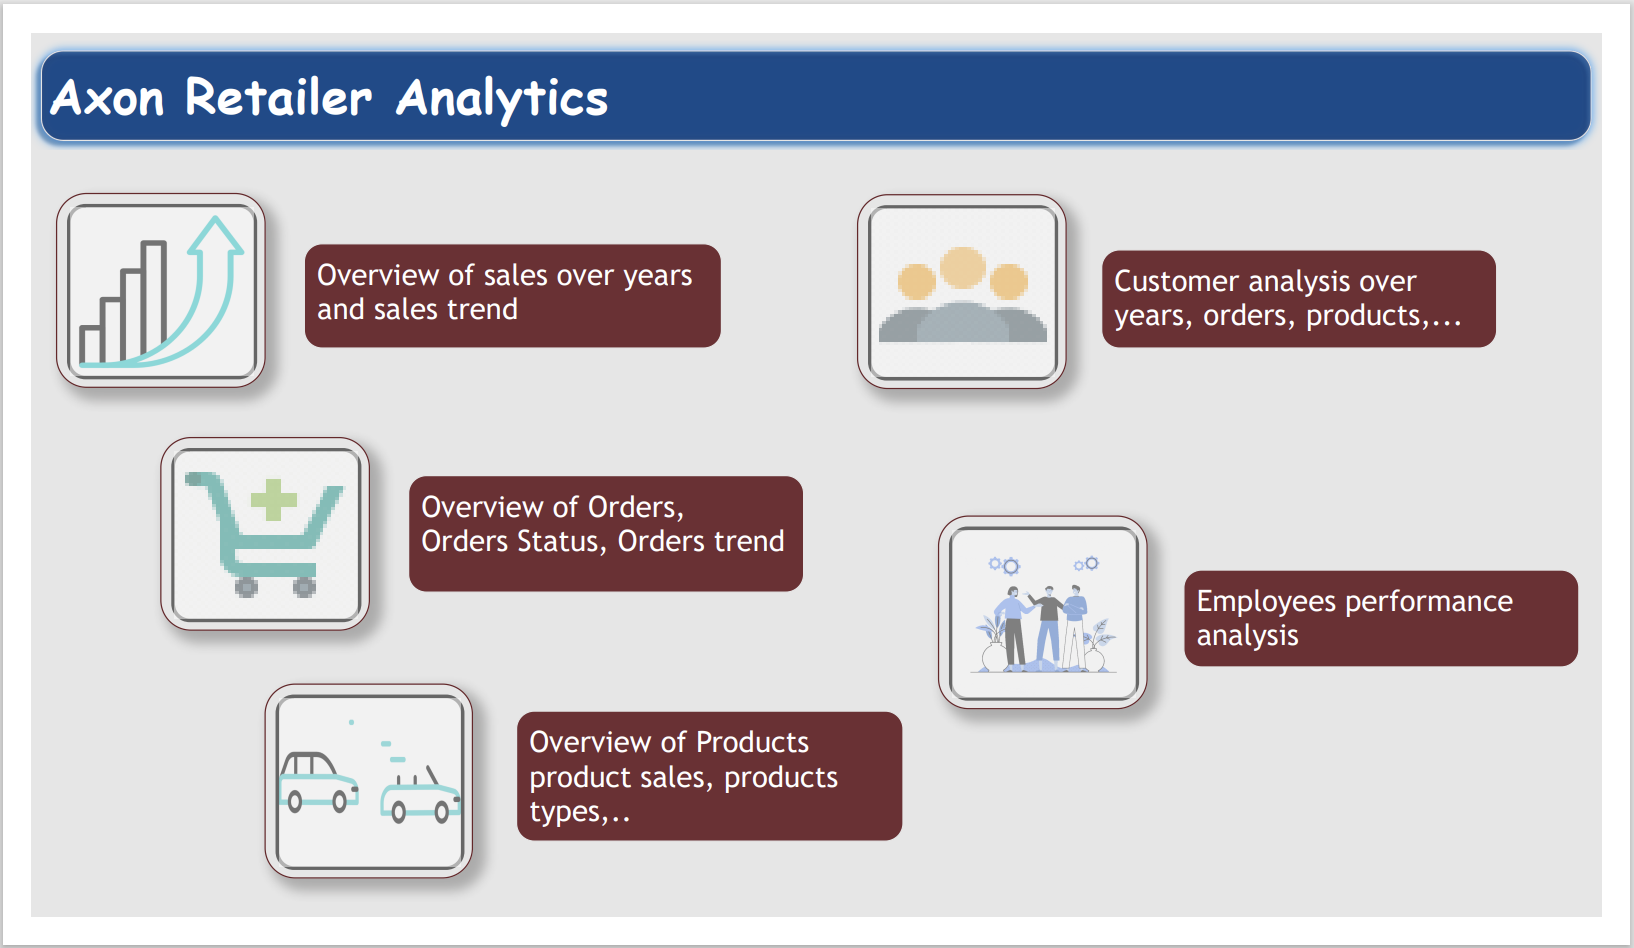 Axon Retailer Analytics
Overview of sales over years
and sales trend
Customer analysis over
years, orders, products,...
Overview of Orders,
Orders Status, Orders trend
Employees performance
analysis
Overview of Products
product sales, products
types,..